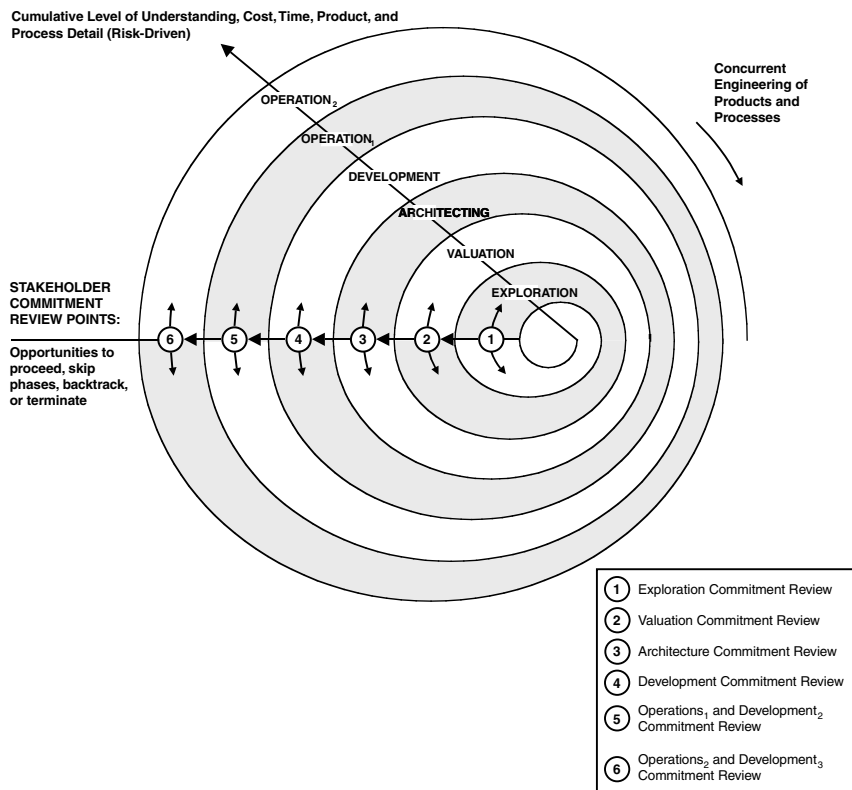 Cumulative Level of Understanding, Cost, Time, Product, and
Process Detail (Risk-Driven)
Concurrent
Engineering of
Products and
Processes
OPERATION₂
OPERATION₁
DEVELOPMENT
ARCHITECTING
VALUATION
EXPLORATION
STAKEHOLDER
COMMITMENT
REVIEW POINTS:
6 5 4 3 2 1
Opportunities to
proceed, skip
phases, backtrack,
or terminate
1 Exploration Commitment Review
2 Valuation Commitment Review
3 Architecture Commitment Review
4 Development Commitment Review
5 Operations₁ and Development₂
Commitment Review
6 Operations₂ and Development₃
Commitment Review